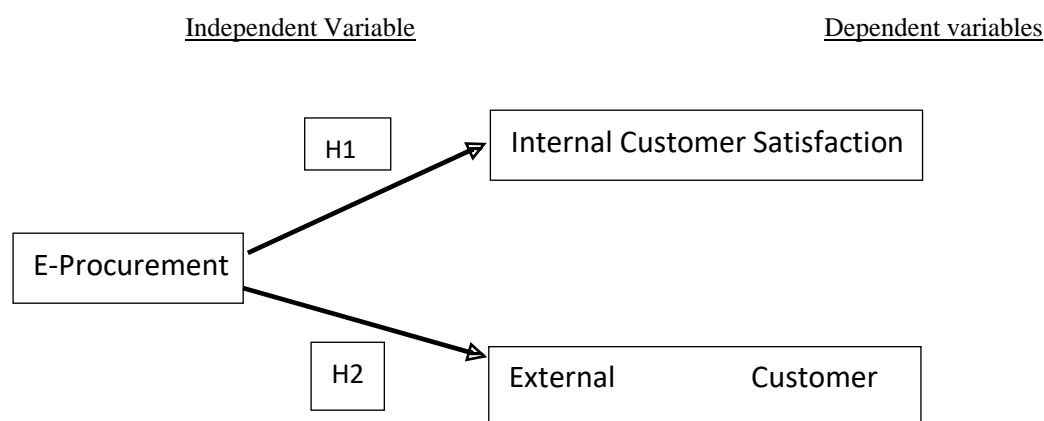 Independent Variable
Dependent variables
H1
Internal Customer Satisfaction
E-Procurement
H2
External Customer